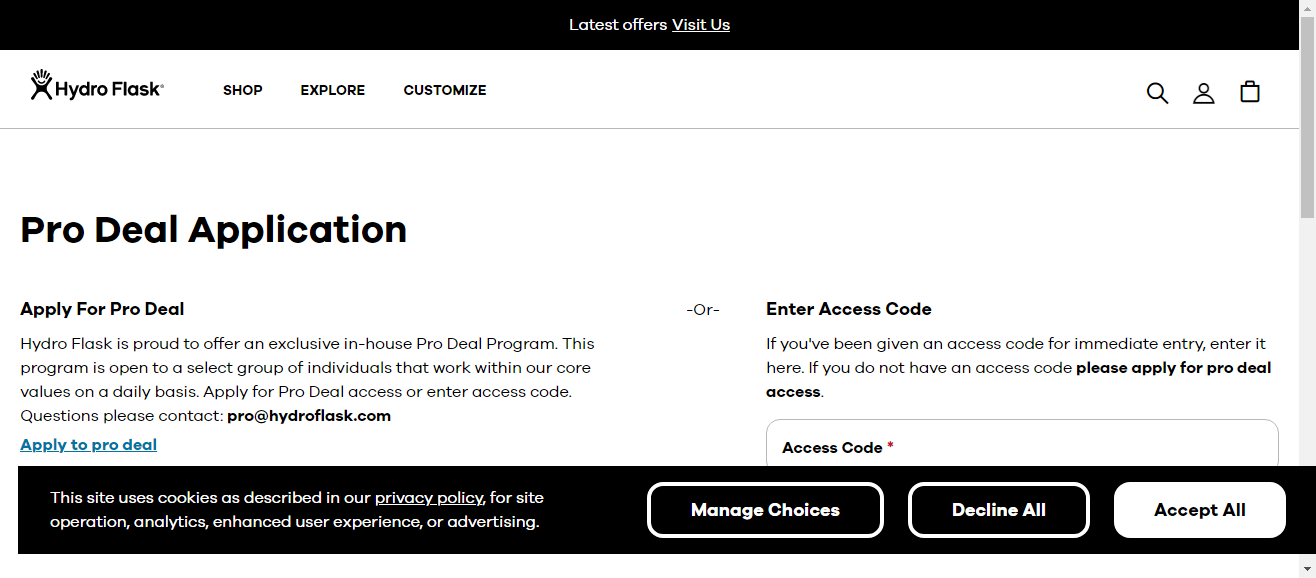 Latest offers Visit Us
Hydro Flask
SHOP
EXPLORE
CUSTOMIZE
Pro Deal Application
Apply For Pro Deal
Hydro Flask is proud to offer an exclusive in-house Pro Deal Program. This
program is open to a select group of individuals that work within our core
values on a daily basis. Apply for Pro Deal access or enter access code.
Questions please contact: pro@hydroflask.com
Apply to pro deal
-Or-
Enter Access Code
If you've been given an access code for immediate entry, enter it
here. If you do not have an access code please apply for pro deal
access.
Access Code *
This site uses cookies as described in our privacy policy, for site
operation, analytics, enhanced user experience, or advertising.
Manage Choices
Decline All
Accept All